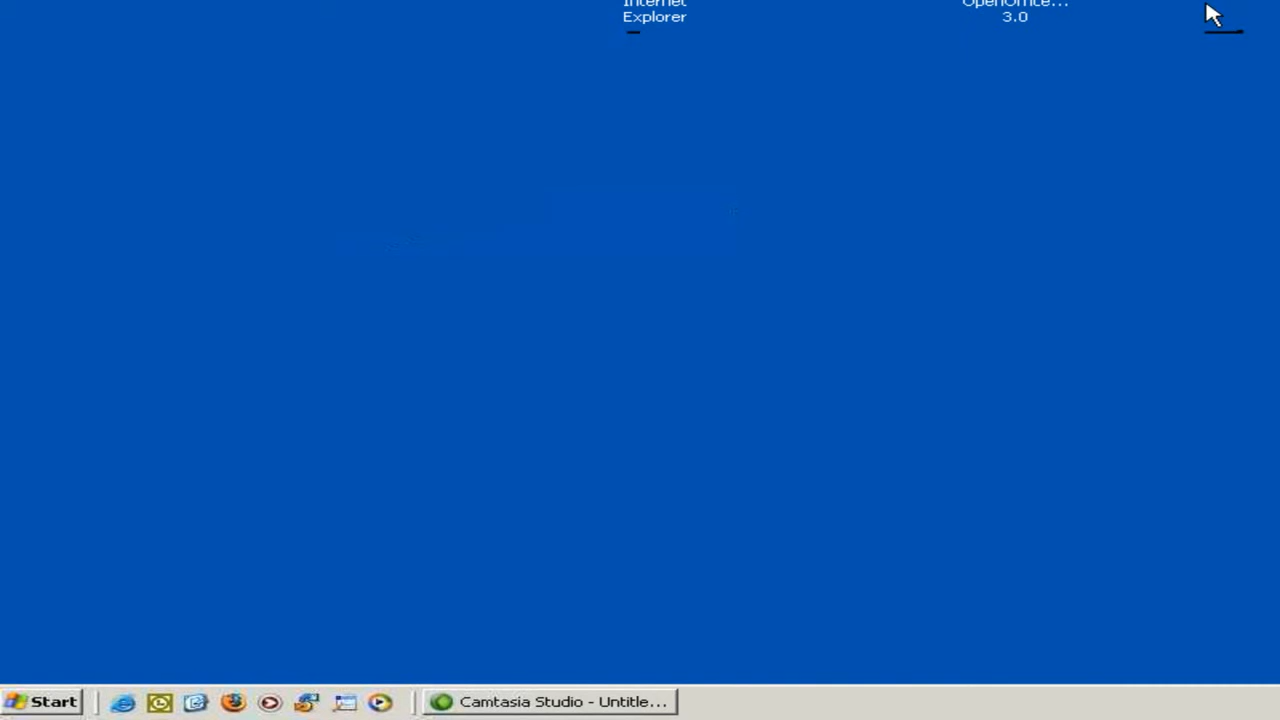 Internet
Explorer
OpenOffice...
3.0
Start
Camtasia Studio - Untitle...